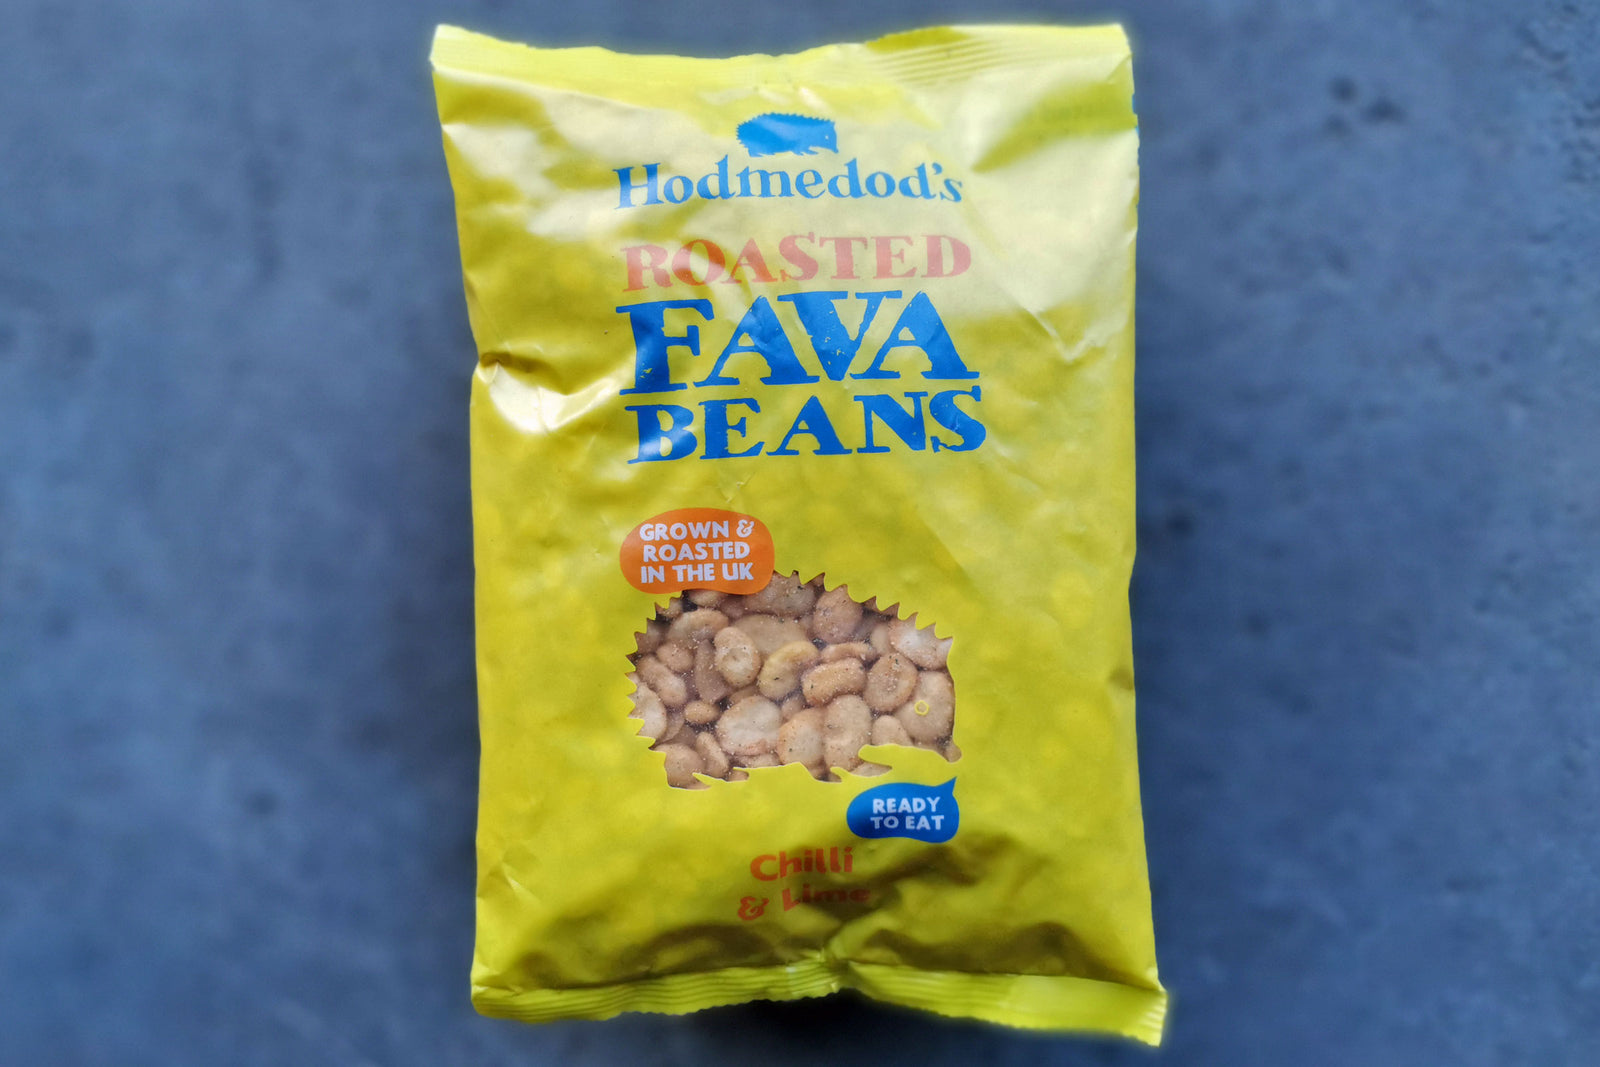 Hodmedod's
ROASTED
FAVA
BEANS
GROWN &
ROASTED
IN THE UK
READY
TO EAT
Chilli
& Lime